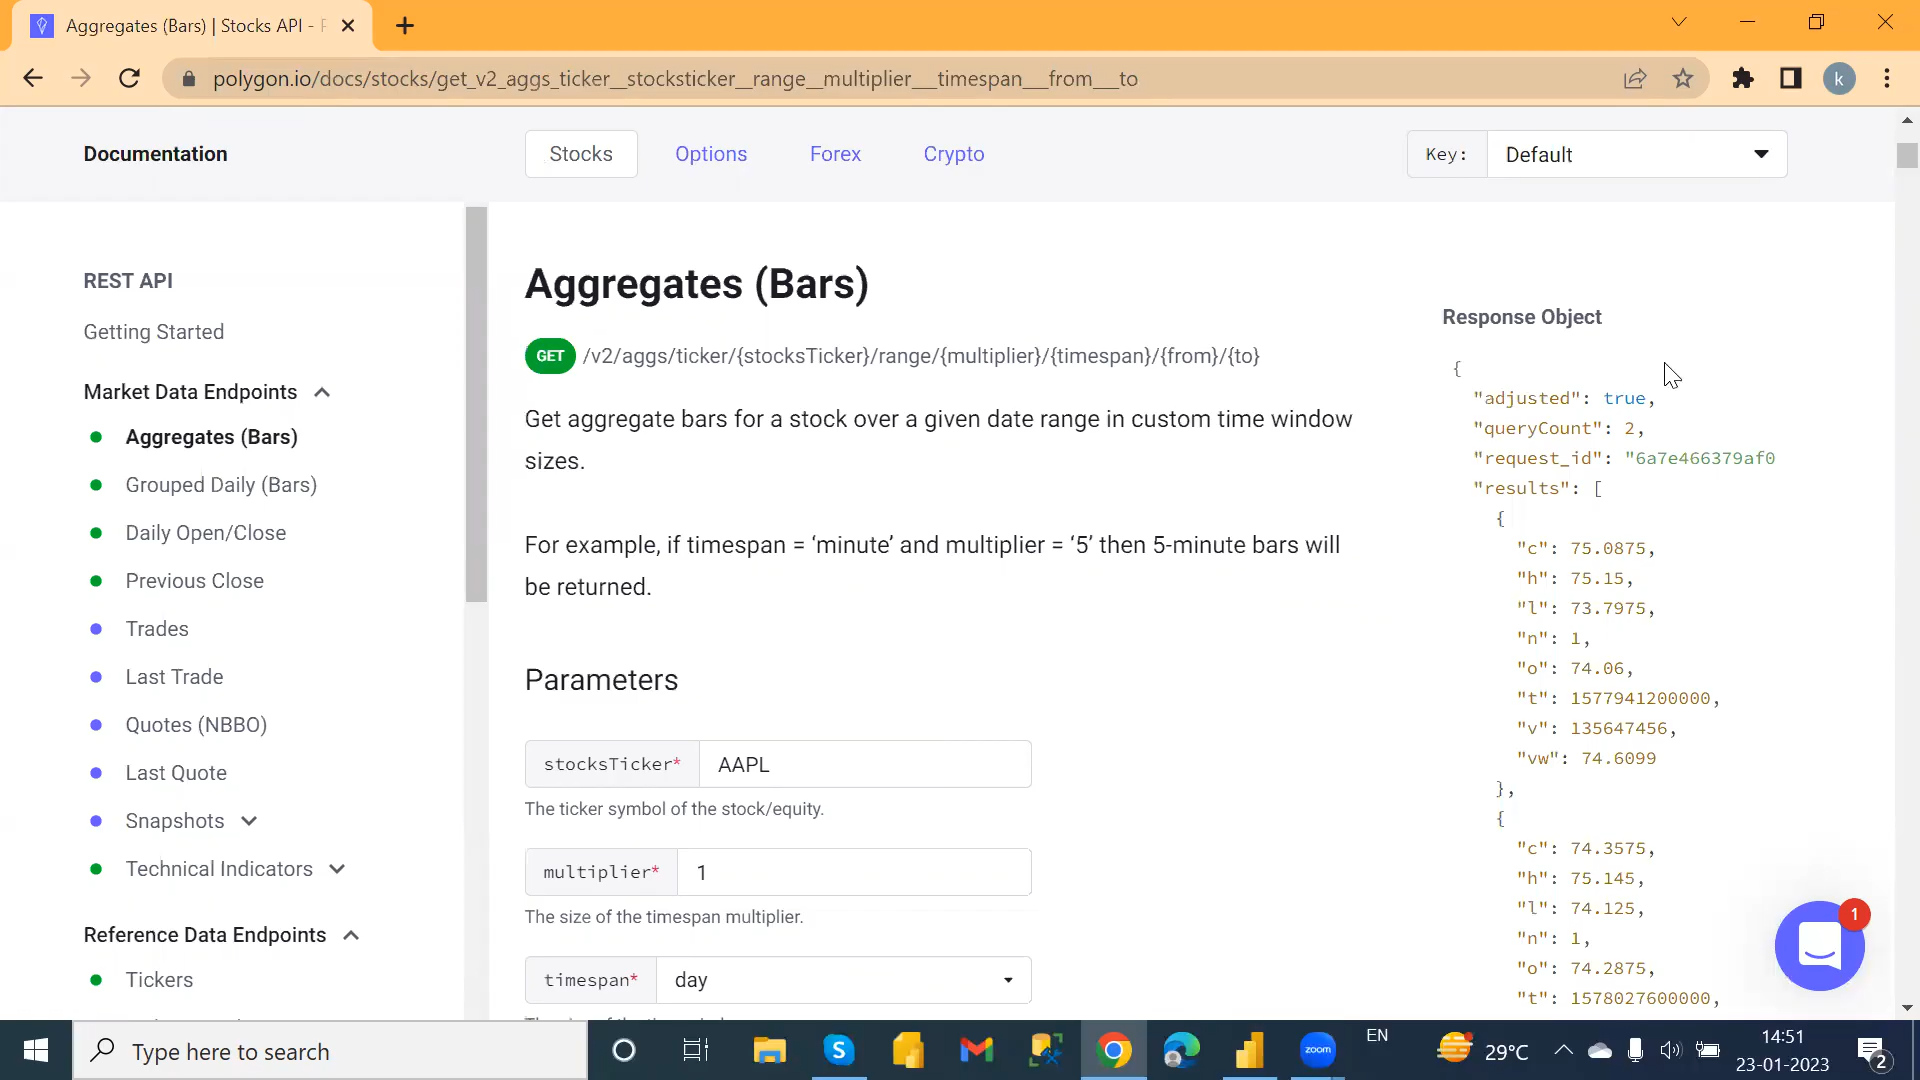 Aggregates (Bars) | Stocks API -
polygon.io/docs/stocks/get_v2_aggs_ticker__stocksticker__range__multiplier___timespan___from___to
k
Documentation
Stocks
Options
Forex
Crypto
Key:
Default
REST API
Getting Started
Market Data Endpoints
Aggregates (Bars)
Grouped Daily (Bars)
Daily Open/Close
Previous Close
Trades
Last Trade
Quotes (NBBO)
Last Quote
Snapshots
Technical Indicators
Reference Data Endpoints
Tickers
Aggregates (Bars)
GET /v2/aggs/ticker/{stocksTicker}/range/{multiplier}/{timespan}/{from}/{to}
Get aggregate bars for a stock over a given date range in custom time window
sizes.
For example, if timespan = ‘minute’ and multiplier = ‘5’ then 5-minute bars will
be returned.
Parameters
stocksTicker*
AAPL
The ticker symbol of the stock/equity.
multiplier*
1
The size of the timespan multiplier.
timespan*
day
Response Object
{
"adjusted": true,
"queryCount": 2,
"request_id": "6a7e466379af0
"results": [
{
"c": 75.0875,
"h": 75.15,
"l": 73.7975,
"n": 1,
"o": 74.06,
"t": 1577941200000,
"v": 135647456,
"vw": 74.6099
},
{
"c": 74.3575,
"h": 75.145,
"l": 74.125,
"n": 1,
"o": 74.2875,
"t": 1578027600000,
1
Type here to search
S
zoom
EN
29°C
14:51
23-01-2023
2